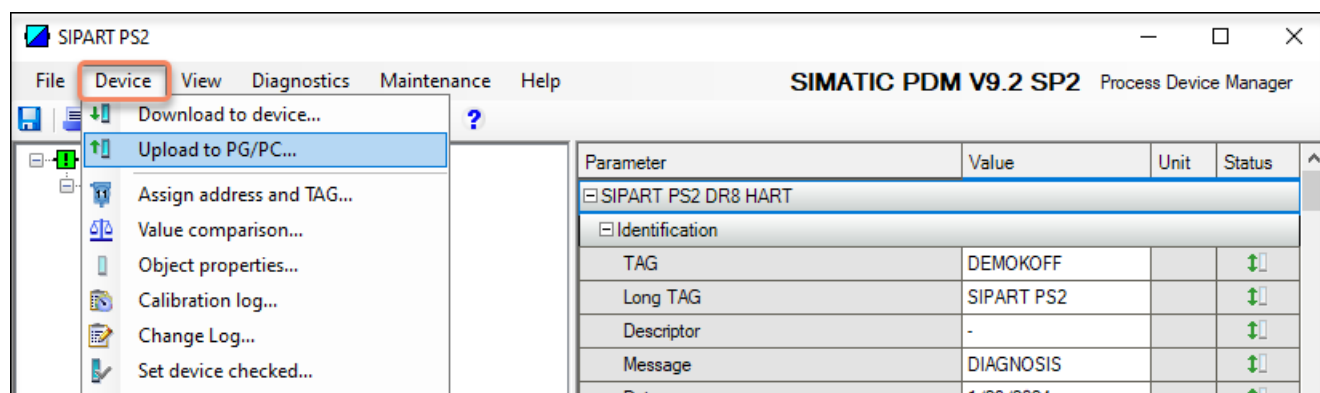 SIPART PS2
File Device View Diagnostics Maintenance Help SIMATIC PDM V9.2 SP2 Process Device Manager
Download to device...
Upload to PG/PC...
Assign address and TAG...
Value comparison...
Object properties...
Calibration log...
Change Log...
Set device checked...
Parameter Value Unit Status
SIPART PS2 DR8 HART
Identification
TAG DEMOKOFF
Long TAG SIPART PS2
Descriptor -
Message DIAGNOSIS